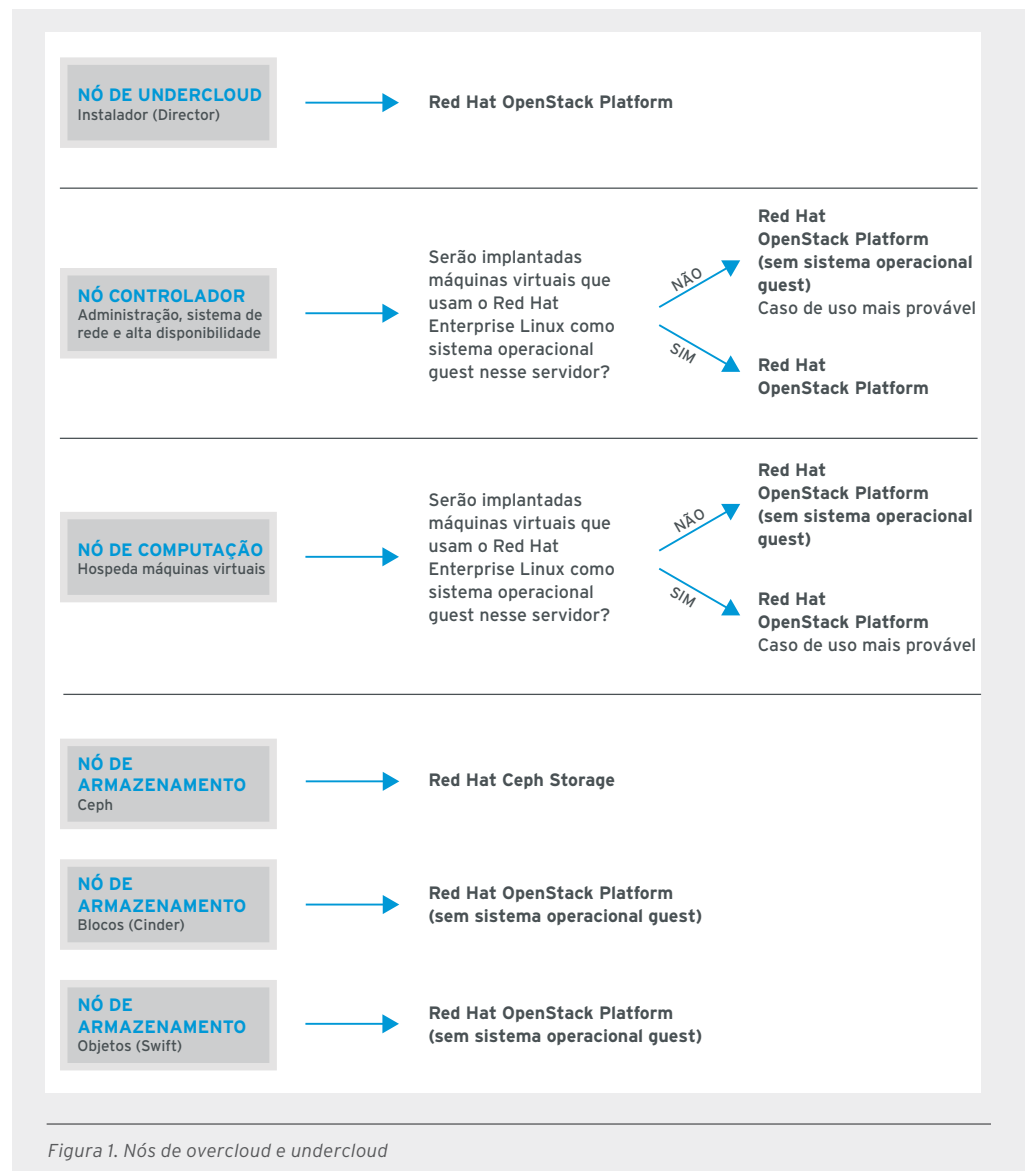 NÓ DE UNDERCLOUD
Instalador (Director)
Red Hat OpenStack Platform
NÓ CONTROLADOR
Administração, sistema de
rede e alta disponibilidade
Serão implantadas
máquinas virtuais que
usam o Red Hat
Enterprise Linux como
sistema operacional
guest nesse servidor?
NÃO
Red Hat
OpenStack Platform
(sem sistema operacional
guest)
Caso de uso mais provável
SIM
Red Hat
OpenStack Platform
NÓ DE COMPUTAÇÃO
Hospeda máquinas virtuais
Serão implantadas
máquinas virtuais que
usam o Red Hat
Enterprise Linux como
sistema operacional
guest nesse servidor?
NÃO
Red Hat
OpenStack Platform
(sem sistema operacional
guest)
SIM
Red Hat
OpenStack Platform
Caso de uso mais provável
NÓ DE
ARMAZENAMENTO
Ceph
Red Hat Ceph Storage
NÓ DE
ARMAZENAMENTO
Blocos (Cinder)
Red Hat OpenStack Platform
(sem sistema operacional guest)
NÓ DE
ARMAZENAMENTO
Objetos (Swift)
Red Hat OpenStack Platform
(sem sistema operacional guest)
Figura 1. Nós de overcloud e undercloud